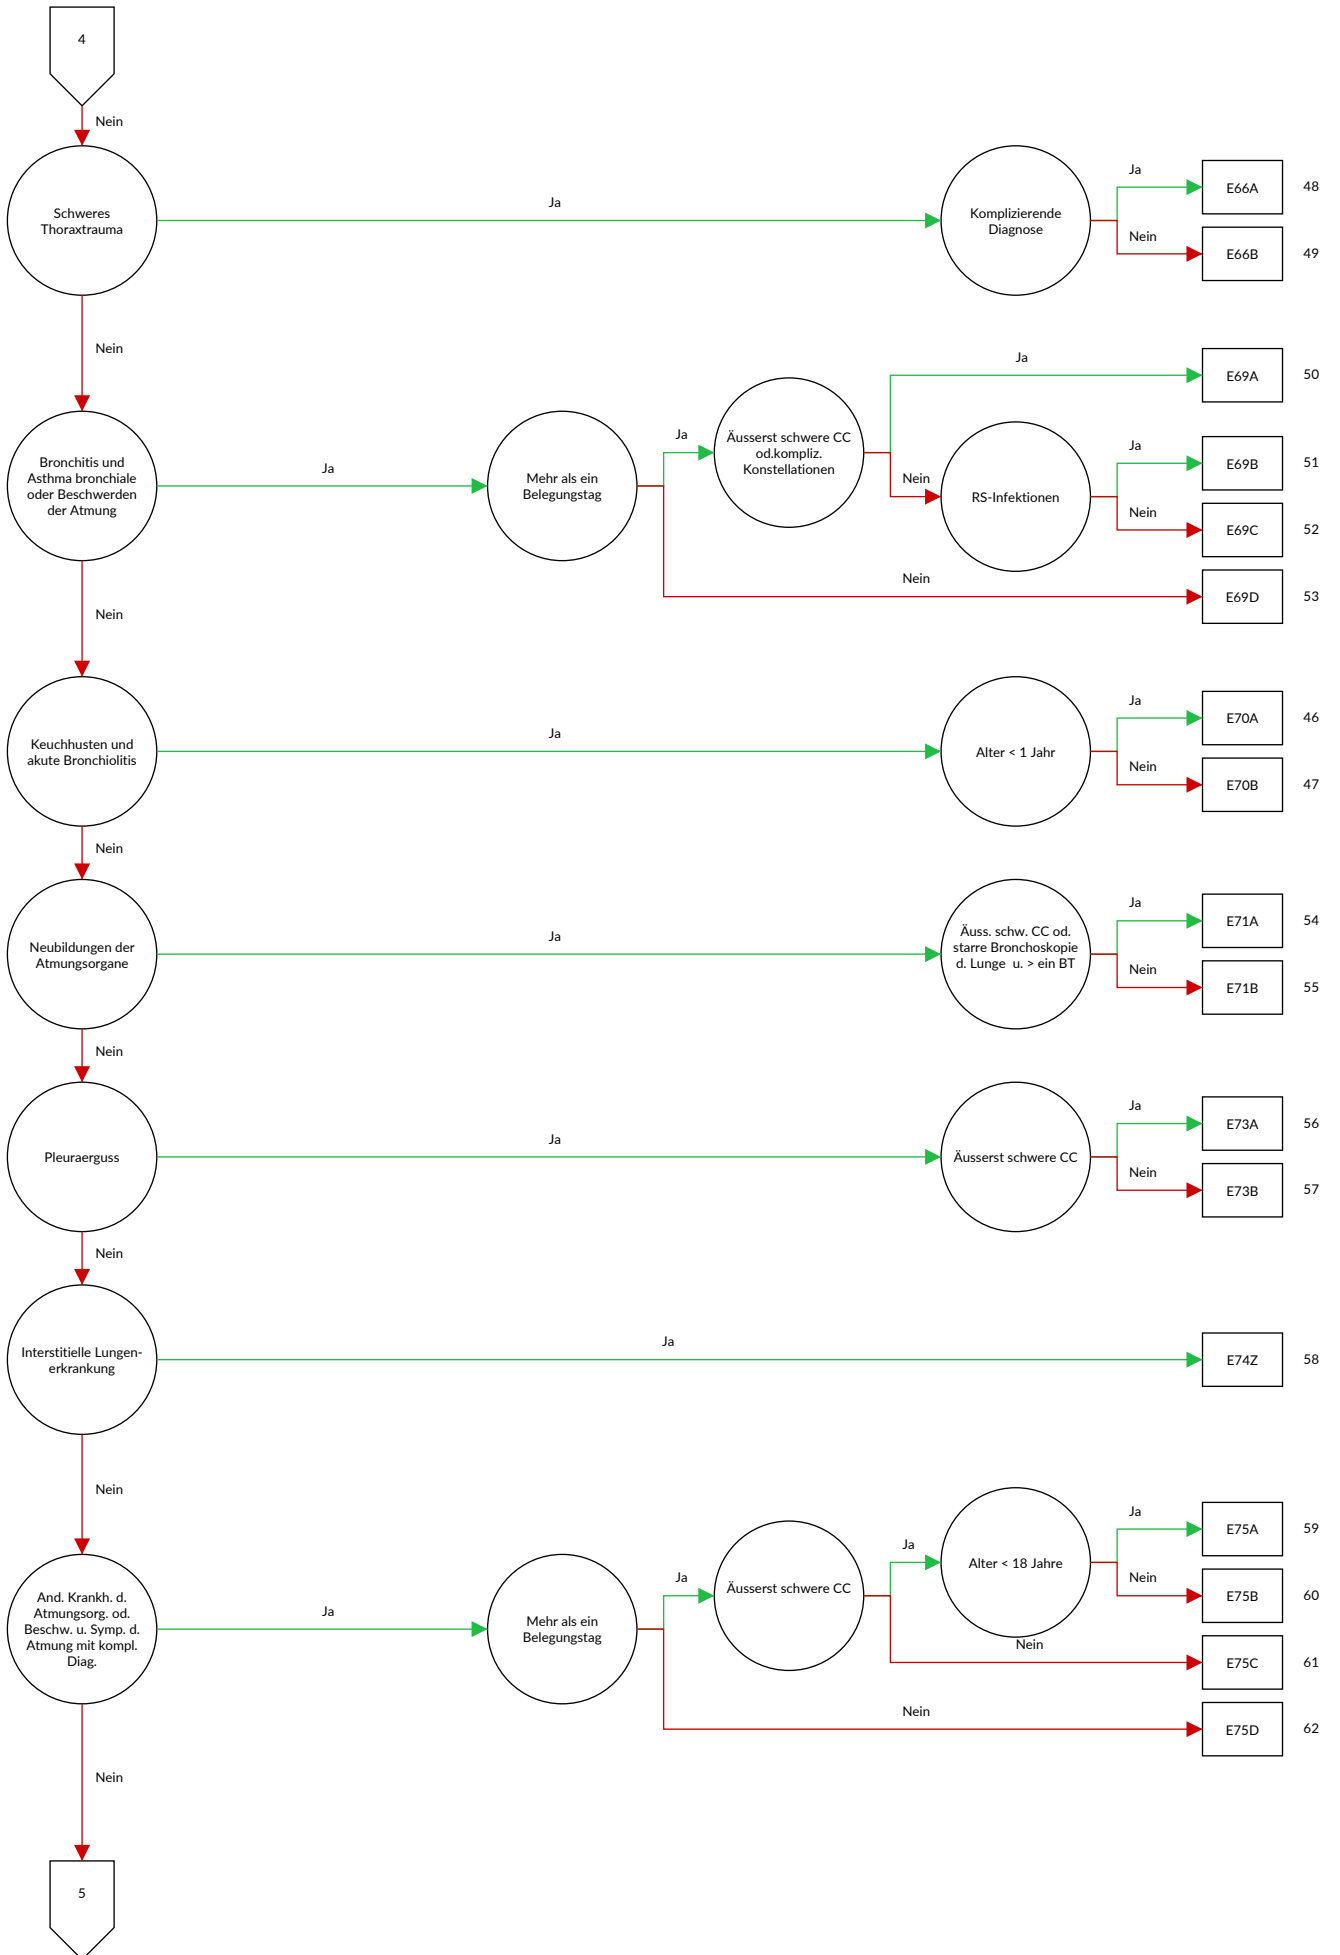 4
Nein
Schweres
Thoraxtrauma
Ja
Komplizierende
Diagnose
Ja
E66A
48
Nein
E66B
49
Nein
Bronchitis und
Asthma bronchiale
oder Beschwerden
der Atmung
Ja
Mehr als ein
Belegungstag
Ja
Äusserst schwere CC
od.kompliz.
Konstellationen
Ja
E69A
50
Nein
RS-Infektionen
Ja
E69B
51
Nein
E69C
52
Nein
E69D
53
Nein
Keuchhusten und
akute Bronchiolitis
Ja
Alter < 1 Jahr
Ja
E70A
46
Nein
E70B
47
Nein
Neubildungen der
Atmungsorgane
Ja
Äuss. schw. CC od.
starre Bronchoskopie
d. Lunge u. > ein BT
Ja
E71A
54
Nein
E71B
55
Nein
Pleuraerguss
Ja
Äusserst schwere CC
Ja
E73A
56
Nein
E73B
57
Nein
Interstitielle Lungen-
erkrankung
Ja
E74Z
58
Nein
And. Krankh. d.
Atmungsorg. od.
Beschw. u. Symp. d.
Atmung mit kompl.
Diag.
Ja
Mehr als ein
Belegungstag
Ja
Äusserst schwere CC
Ja
Alter < 18 Jahre
Ja
E75A
59
Nein
E75B
60
Nein
E75C
61
Nein
E75D
62
Nein
5